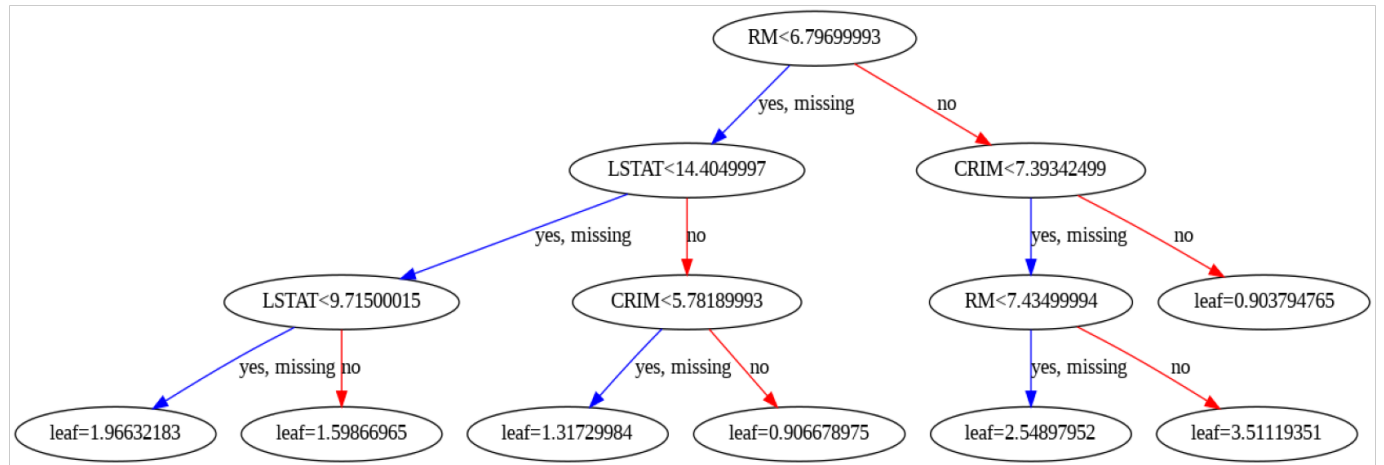 RM<6.79699993
yes, missing
no
LSTAT<14.4049997
CRIM<7.39342499
yes, missing
no
yes, missing
no
LSTAT<9.71500015
CRIM<5.78189993
RM<7.43499994
leaf=0.903794765
yes, missing
no
yes, missing
no
yes, missing
no
leaf=1.96632183
leaf=1.59866965
leaf=1.31729984
leaf=0.906678975
leaf=2.54897952
leaf=3.51119351